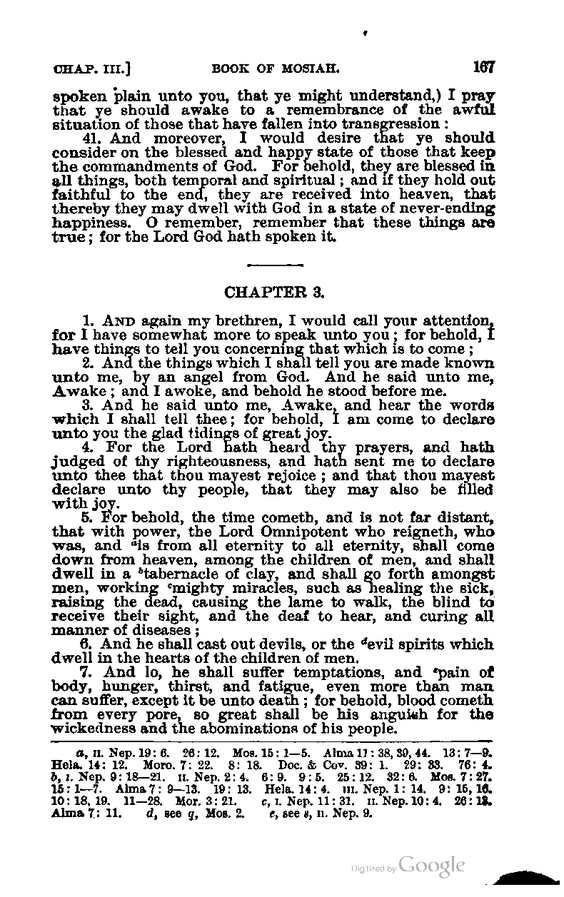 CHAP. III.] BOOK OF MOSIAH. 167
spoken plain unto you, that ye might understand,) I pray
that ye should awake to a remembrance of the awful
situation of those that have fallen into transgression :
41. And moreover, I would desire that ye should
consider on the blessed and happy state of those that keep
the commandments of God. For behold, they are blessed in
all things, both temporal and spiritual ; and if they hold out
faithful to the end, they are received into heaven, that
thereby they may dwell with God in a state of never-ending
happiness. O remember, remember that these things are
true ; for the Lord God hath spoken it.
CHAPTER 3.
1. AND again my brethren, I would call your attention,
for I have somewhat more to speak unto you ; for behold, I
have things to tell you concerning that which is to come ;
2. And the things which I shall tell you are made known
unto me, by an angel from God. And he said unto me,
Awake ; and I awoke, and behold he stood before me.
3. And he said unto me, Awake, and hear the words
which I shall tell thee ; for behold, I am come to declare
unto you the glad tidings of great joy.
4. For the Lord hath heard thy prayers, and hath
judged of thy righteousness, and hath sent me to declare
unto thee that thou mayest rejoice ; and that thou mayest
declare unto thy people, that they may also be filled
with joy.
5. For behold, the time cometh, and is not far distant,
that with power, the Lord Omnipotent who reigneth, who
was, and ᵃis from all eternity to all eternity, shall come
down from heaven, among the children of men, and shall
dwell in a ᵇtabernacle of clay, and shall go forth amongst
men, working ᶜmighty miracles, such as healing the sick,
raising the dead, causing the lame to walk, the blind to
receive their sight, and the deaf to hear, and curing all
manner of diseases ;
6. And he shall cast out devils, or the ᵈevil spirits which
dwell in the hearts of the children of men.
7. And lo, he shall suffer temptations, and ᵉpain of
body, hunger, thirst, and fatigue, even more than man
can suffer, except it be unto death ; for behold, blood cometh
from every pore, so great shall be his anguish for the
wickedness and the abominations of his people.
a, II. Nep. 19 : 6. 26 : 12. Mos. 15 : 1—5. Alma 11 : 38, 39, 44. 13 : 7—9.
Hela. 14 : 12. Moro. 7 : 22. 8 : 18. Doc. & Cov. 39 : 1. 29 : 33. 76 : 4.
b, I. Nep. 9 : 18—21. II. Nep. 2 : 4. 6 : 9. 9 : 5. 25 : 12. 32 : 6. Mos. 7 : 27.
15 : 1—7. Alma 7 : 9—13. 19 : 13. Hela. 14 : 4. III. Nep. 1 : 14. 9 : 15, 16.
10 : 18, 19. 11—28. Mor. 3 : 21. c, I. Nep. 11 : 31. II. Nep. 10 : 4. 26 : 13.
Alma 7 : 11. d, see q, Mos. 2. e, see s, II. Nep. 9.
Digitized by Google